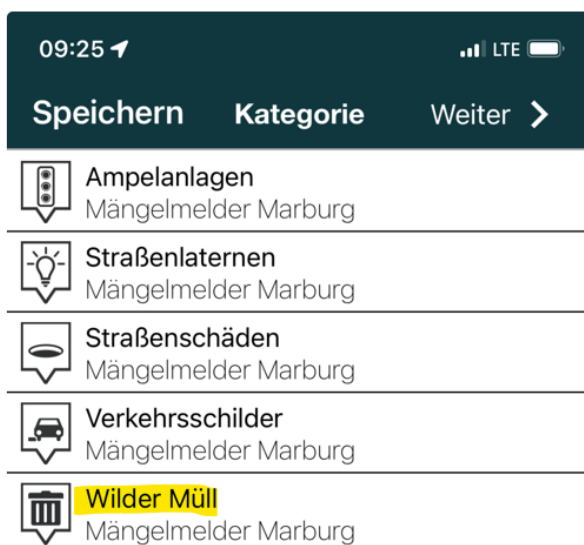 09:25 LTE
Speichern Kategorie Weiter
Ampelanlagen
Mängelmelder Marburg
Straßenlaternen
Mängelmelder Marburg
Straßenschäden
Mängelmelder Marburg
Verkehrsschilder
Mängelmelder Marburg
Wilder Müll
Mängelmelder Marburg